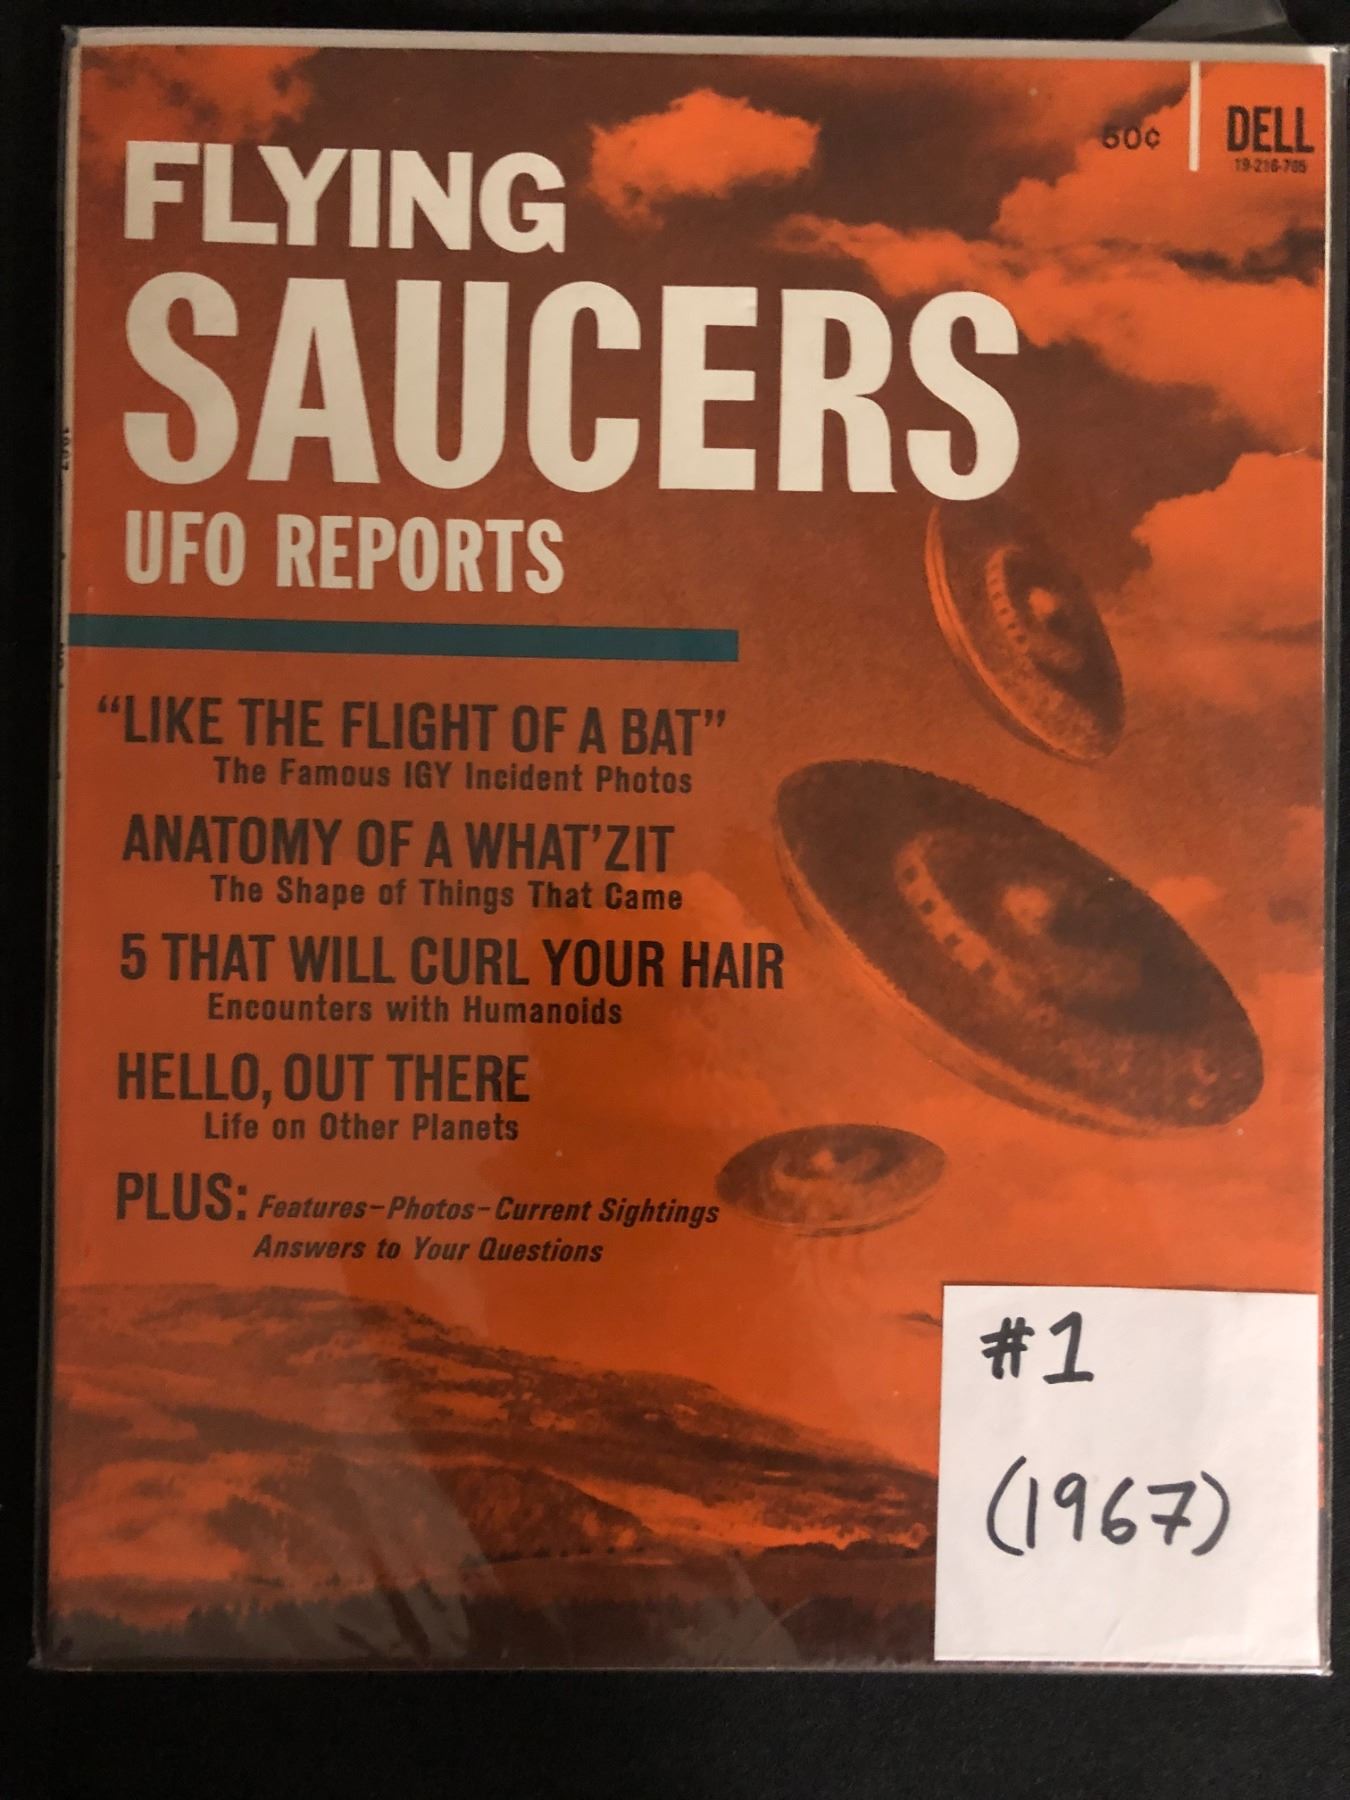 50¢
DELL
19-216-705
FLYING
SAUCERS
UFO REPORTS
“LIKE THE FLIGHT OF A BAT”
The Famous IGY Incident Photos
ANATOMY OF A WHAT’ZIT
The Shape of Things That Came
5 THAT WILL CURL YOUR HAIR
Encounters with Humanoids
HELLO, OUT THERE
Life on Other Planets
PLUS: Features–Photos–Current Sightings
Answers to Your Questions
#1
(1967)